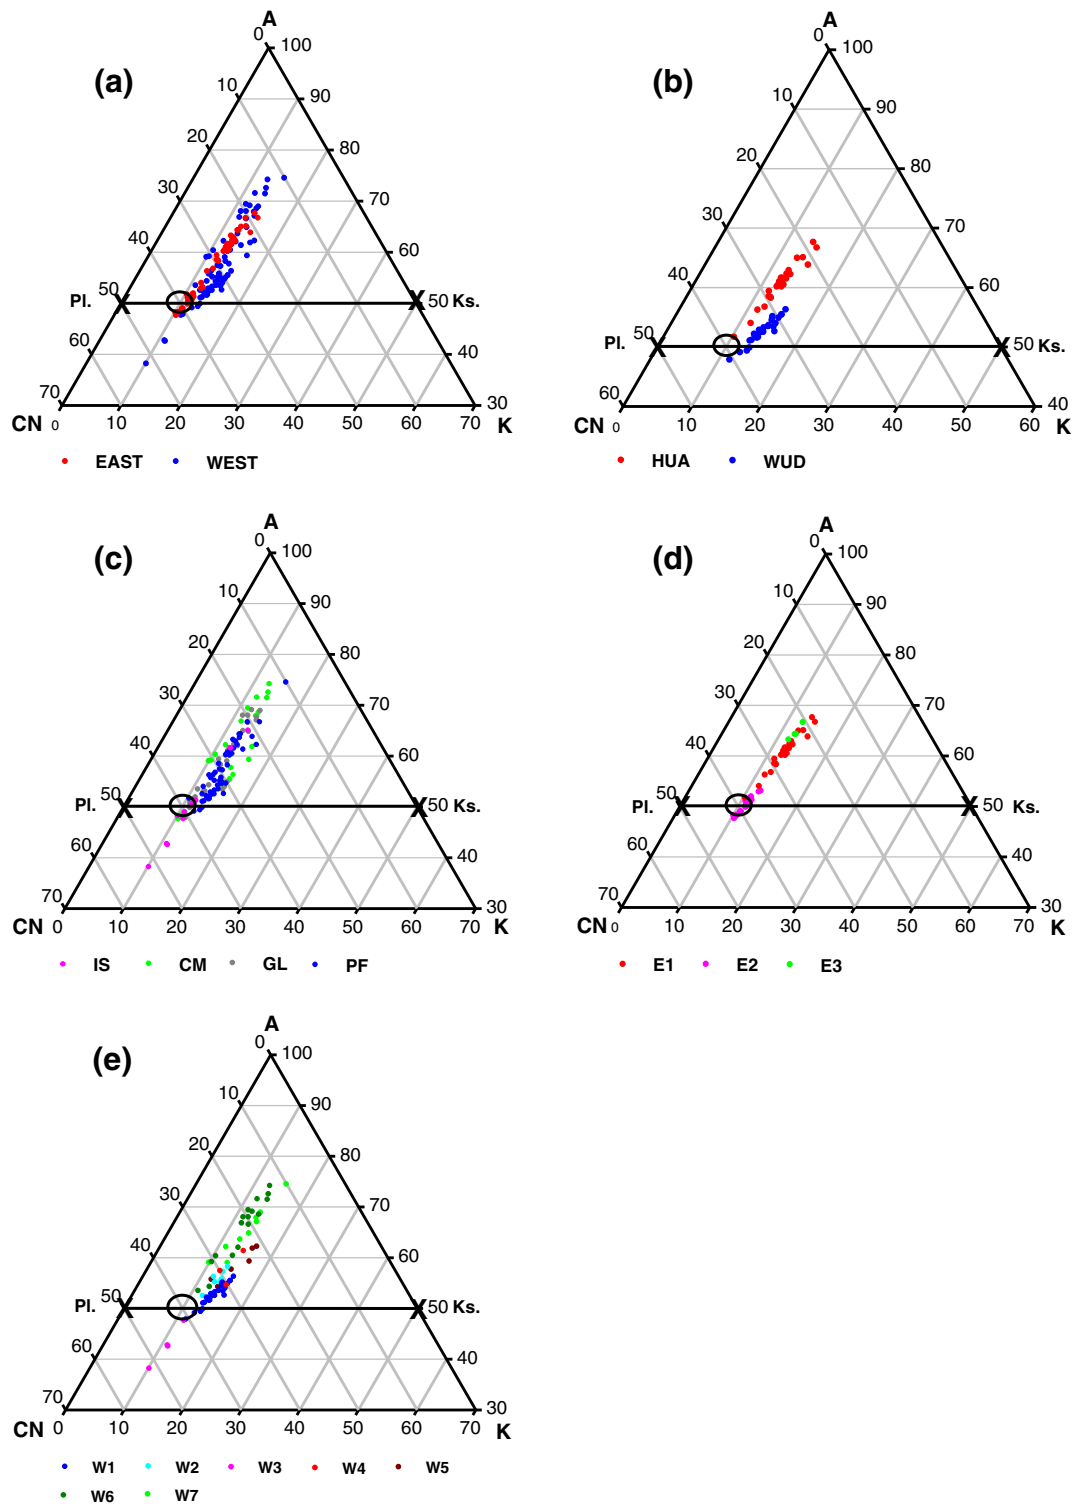 A
0 100
(a)
10 90
20 80
30 70
40 60
Pl. 50 X X 50 Ks.
60 40
70 30
CN 0 10 20 30 40 50 60 70 K
EAST WEST
A
0 100
(b)
10 90
20 80
30 70
40 60
Pl. 50 X X 50 Ks.
60 40
CN 0 10 20 30 40 50 60 K
HUA WUD
A
0 100
(c)
10 90
20 80
30 70
40 60
Pl. 50 X X 50 Ks.
60 40
70 30
CN 0 10 20 30 40 50 60 70 K
IS CM GL PF
A
0 100
(d)
10 90
20 80
30 70
40 60
Pl. 50 X X 50 Ks.
60 40
70 30
CN 0 10 20 30 40 50 60 70 K
E1 E2 E3
A
0 100
(e)
10 90
20 80
30 70
40 60
Pl. 50 X X 50 Ks.
60 40
70 30
CN 0 10 20 30 40 50 60 70 K
W1 W2 W3 W4 W5
W6 W7